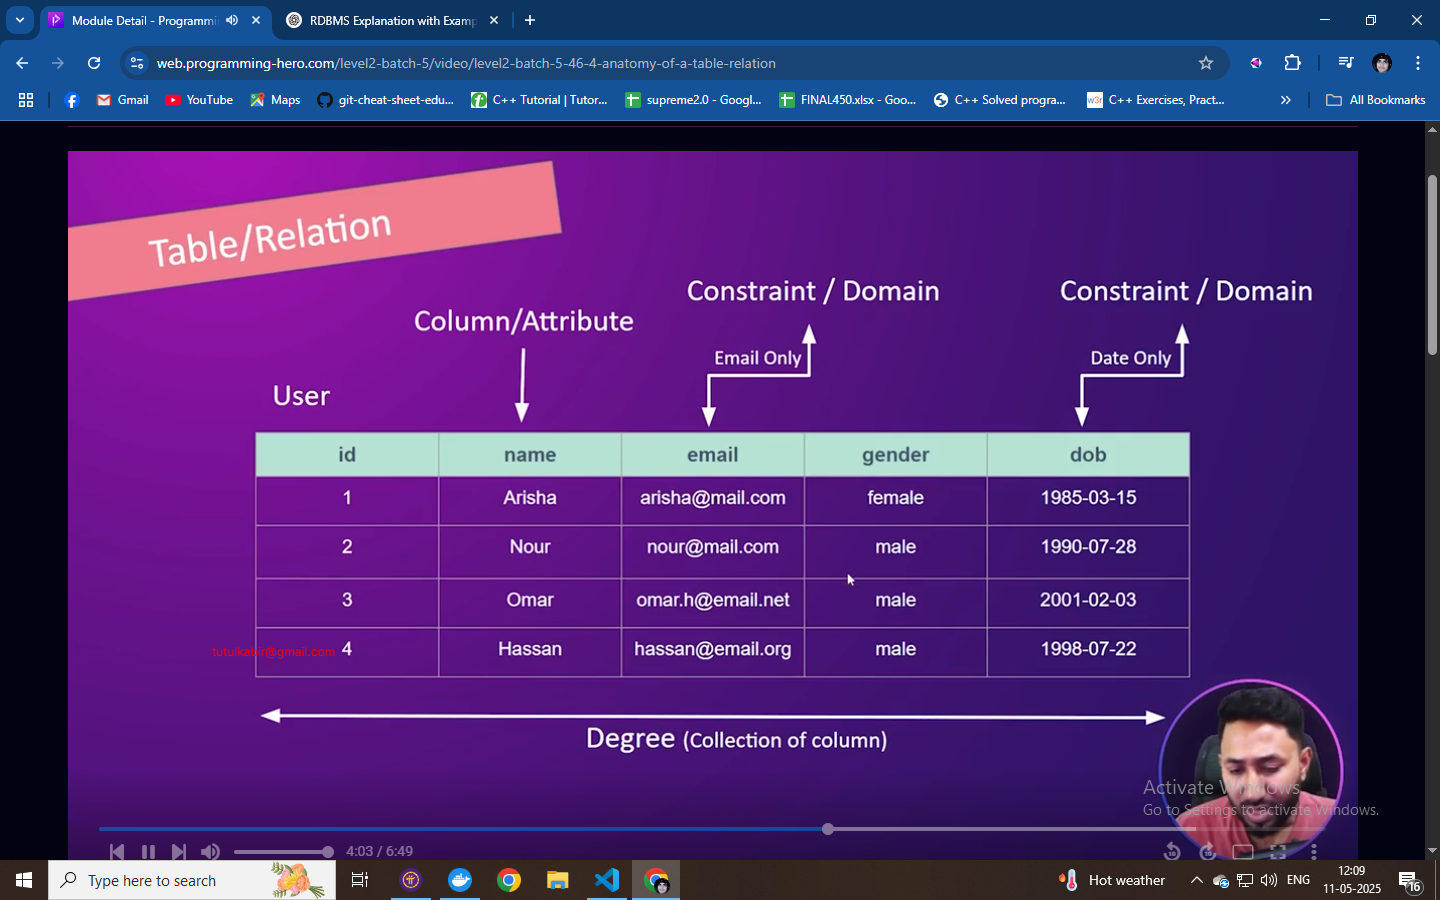 Module Detail - Programmi
RDBMS Explanation with Examp
web.programming-hero.com/level2-batch-5/video/level2-batch-5-46-4-anatomy-of-a-table-relation
Gmail
YouTube
Maps
git-cheat-sheet-edu...
C++ Tutorial | Tutor...
supreme2.0 - Googl...
FINAL450.xlsx - Goo...
C++ Solved progra...
w3r
C++ Exercises, Pract...
All Bookmarks
Table/Relation
Constraint / Domain
Constraint / Domain
Column/Attribute
Email Only
Date Only
User
id name email gender dob
1 Arisha arisha@mail.com female 1985-03-15
2 Nour nour@mail.com male 1990-07-28
3 Omar omar.h@email.net male 2001-02-03
tutulkabir@gmail.com
4 Hassan hassan@email.org male 1998-07-22
Degree (Collection of column)
Activate Windows
Go to Settings to activate Windows.
4:03 / 6:49
10
10
Type here to search
Hot weather
ENG
12:09
11-05-2025
16